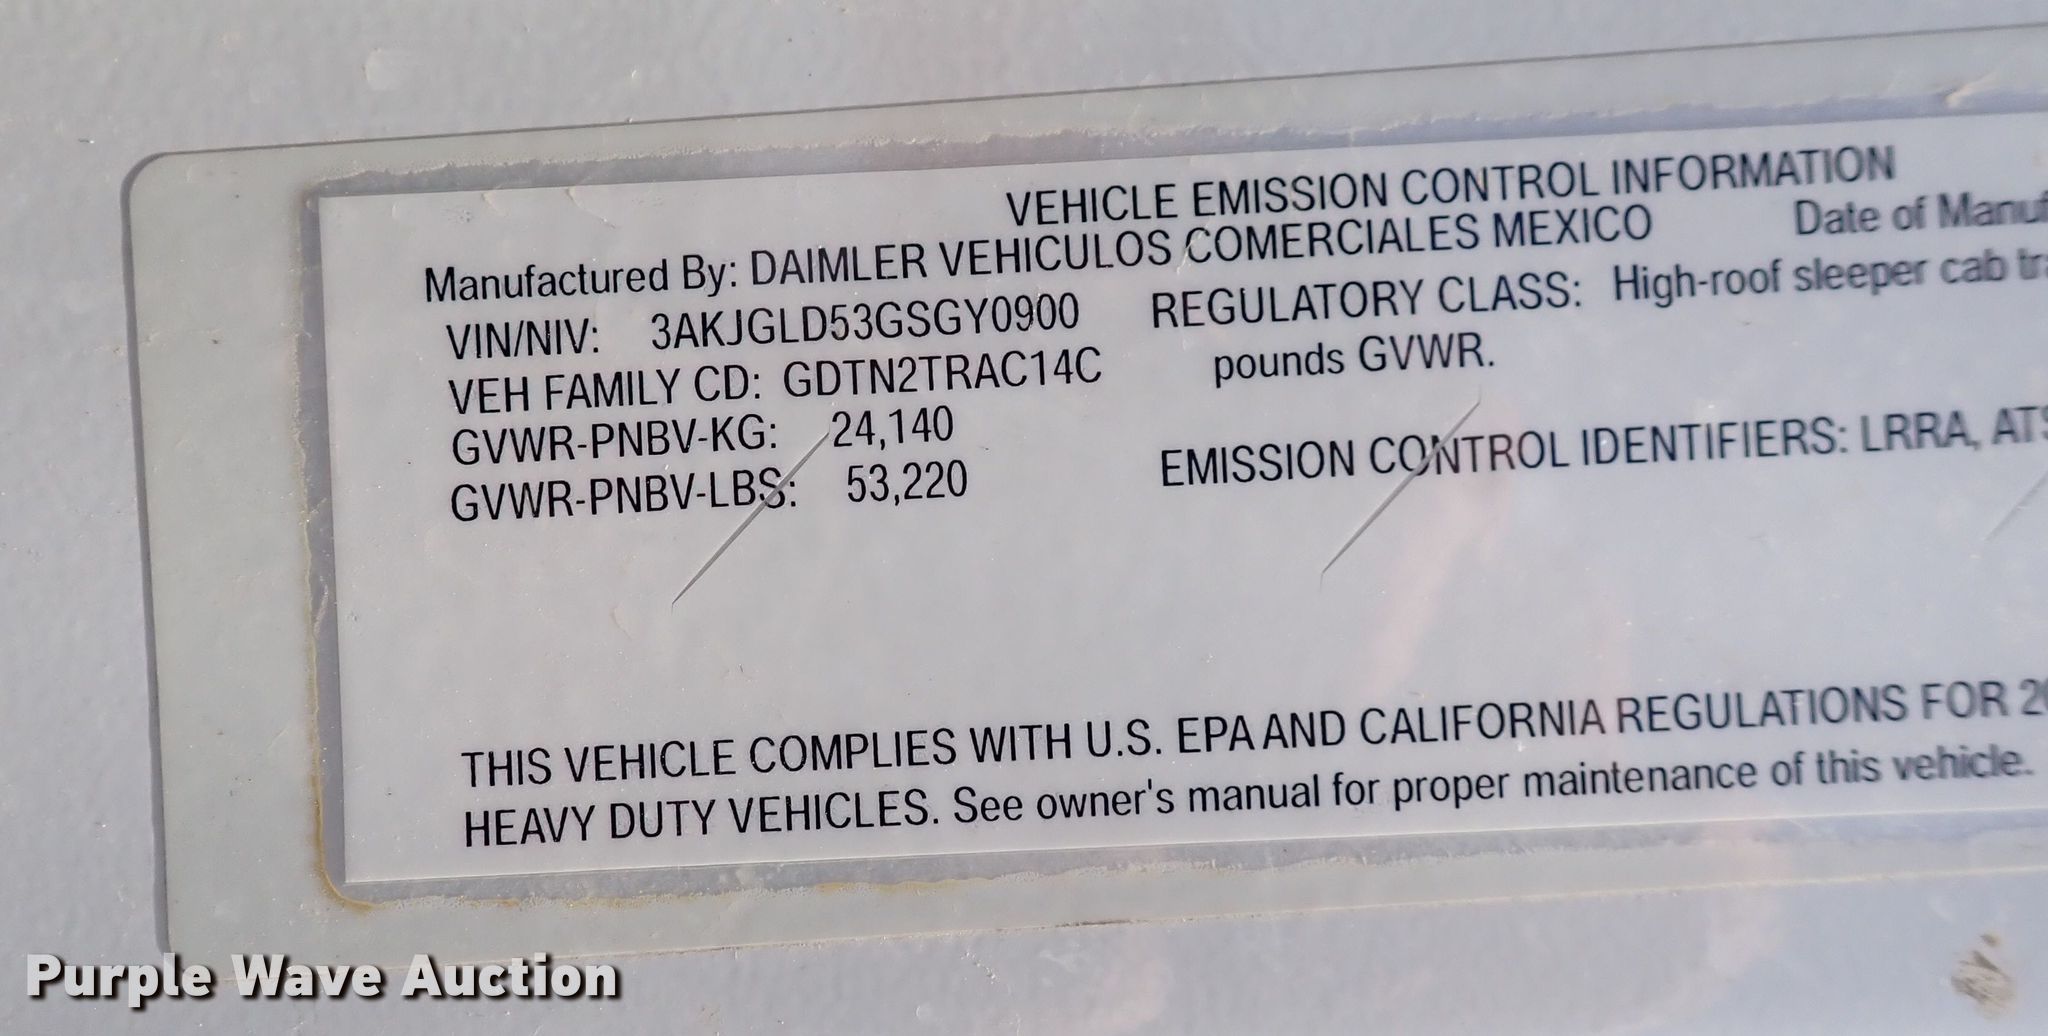 VEHICLE EMISSION CONTROL INFORMATION
Manufactured By: DAIMLER VEHICULOS COMERCIALES MEXICO Date of Manuf
VIN/NIV: 3AKJGLD53GSGY0900 REGULATORY CLASS: High-roof sleeper cab tra
VEH FAMILY CD: GDTN2TRAC14C pounds GVWR.
GVWR-PNBV-KG: 24,140
GVWR-PNBV-LBS: 53,220 EMISSION CONTROL IDENTIFIERS: LRRA, ATS
THIS VEHICLE COMPLIES WITH U.S. EPA AND CALIFORNIA REGULATIONS FOR 20
HEAVY DUTY VEHICLES. See owner's manual for proper maintenance of this vehicle.
Purple Wave Auction